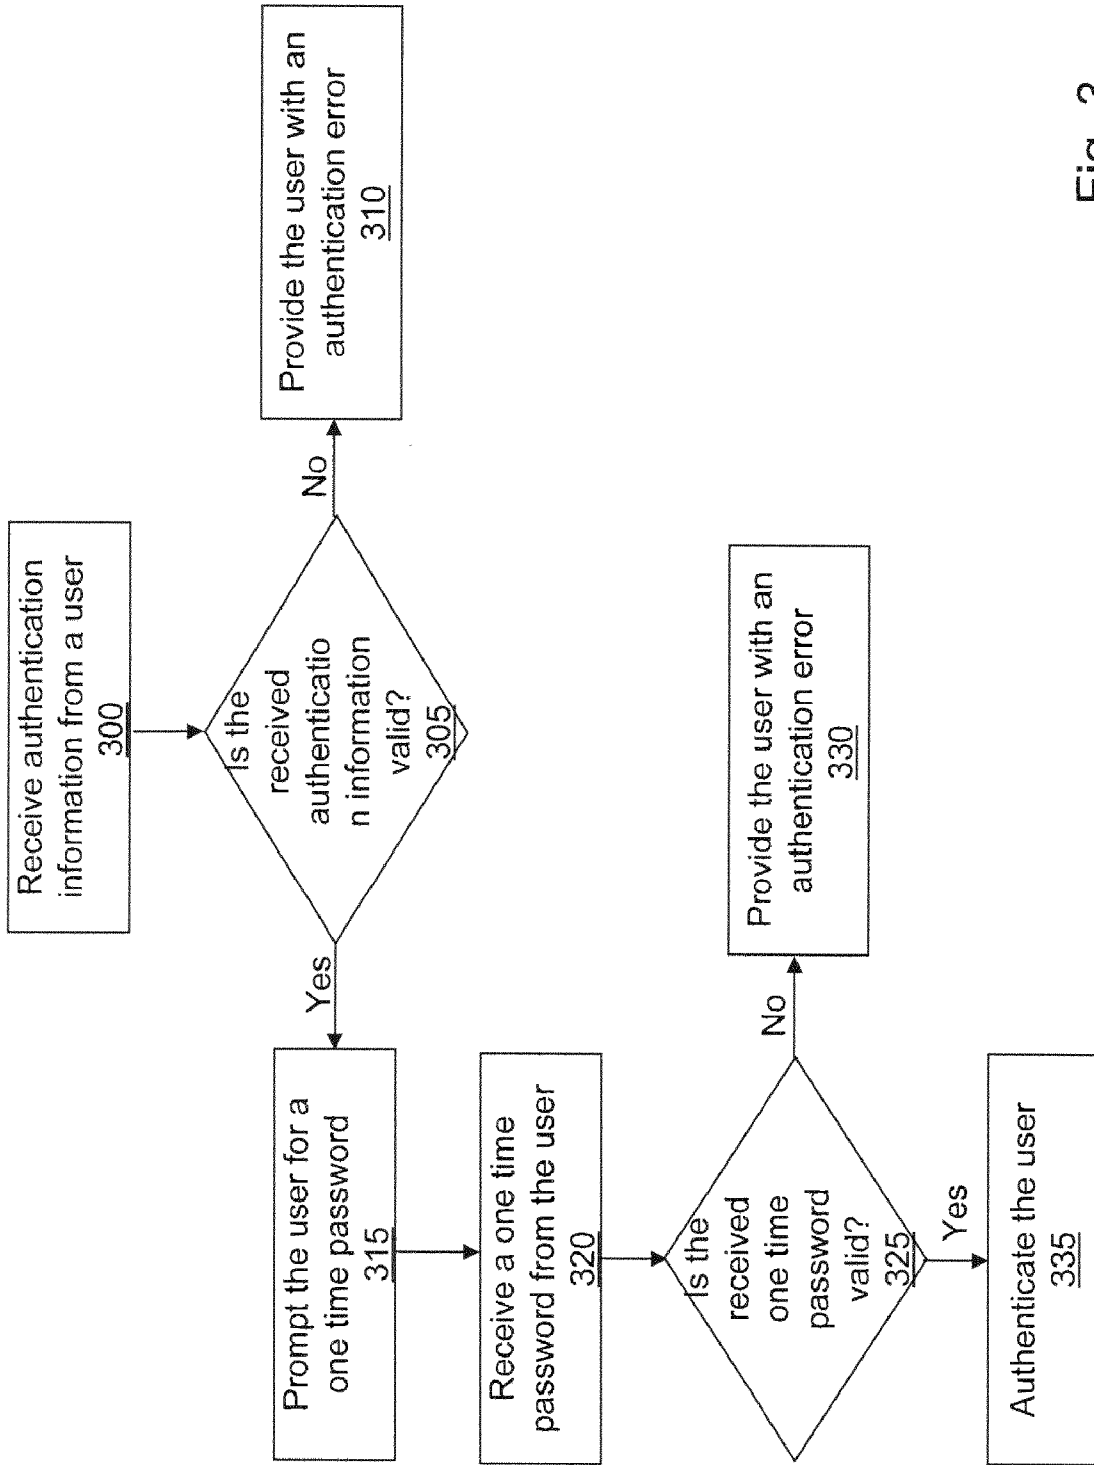 Receive authentication
information from a user
300
Is the
received
authenticatio
n information
valid?
305
No
Provide the user with an
authentication error
310
Yes
Prompt the user for a
one time password
315
Receive a one time
password from the user
320
Is the
received
one time
password
valid?
325
No
Provide the user with an
authentication error
330
Yes
Authenticate the user
335